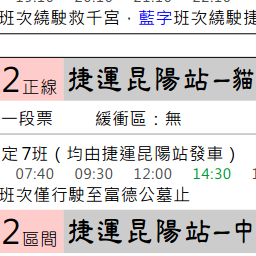 班次繞駛救千宮．藍字班次繞駛捷
2正線 捷運昆陽站－貓
一段票 緩衝區：無
定 7班（均由捷運昆陽站發車）
07:40 09:30 12:00 14:30
班次僅行駛至富德公墓止
2區間 捷運昆陽站－中